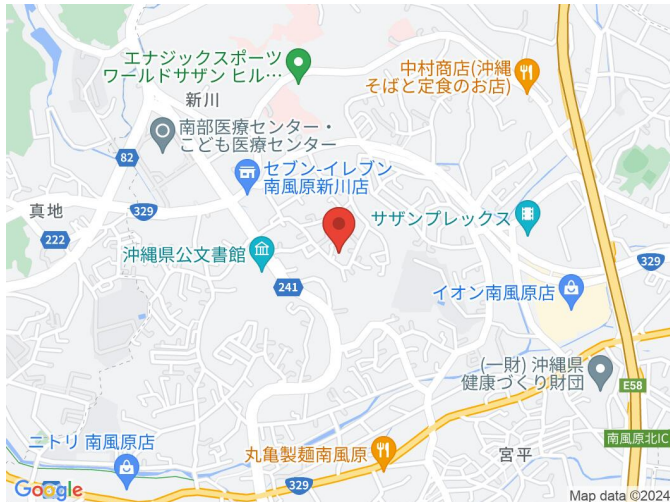 エナジックスポーツ
ワールドサザン ヒル…
中村商店(沖縄
そばと定食のお店)
新川
南部医療センター・
こども医療センター
82
セブン-イレブン
南風原新川店
真地
329
サザンプレックス
222
沖縄県公文書館
329
241
イオン南風原店
(一財) 沖縄県
健康づくり財団
E58
ニトリ 南風原店
丸亀製麺南風原
南風原北IC
宮平
329
Google
Map data ©2024